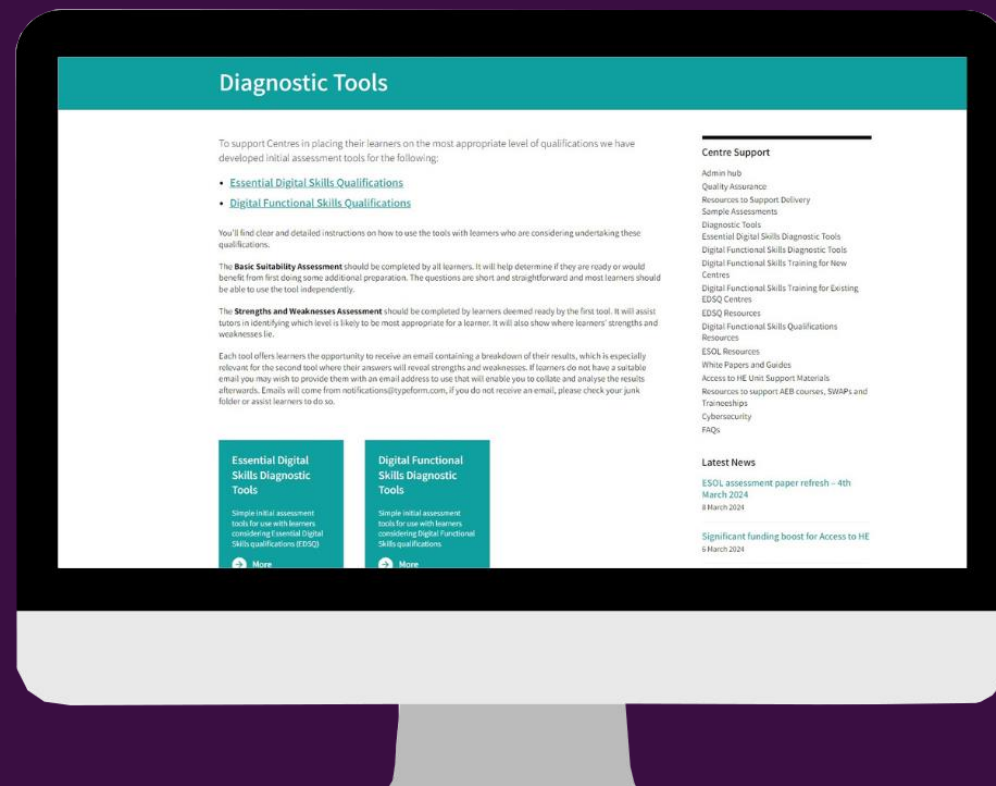 Diagnostic Tools
To support Centres in placing their learners on the most appropriate level of qualifications we have
developed initial assessment tools for the following:
• Essential Digital Skills Qualifications
• Digital Functional Skills Qualifications
You'll find clear and detailed instructions on how to use the tools with learners who are considering undertaking these
qualifications.
The Basic Suitability Assessment should be completed by all learners. It will help determine if they are ready or would
benefit from first doing some additional preparation. The questions are short and straightforward and most learners should
be able to use the tool independently.
The Strengths and Weaknesses Assessment should be completed by learners deemed ready by the first tool. It will assist
tutors in identifying which level is likely to be most appropriate for a learner. It will also show where learners' strengths and
weaknesses lie.
Each tool offers learners the opportunity to receive an email containing a breakdown of their results, which is especially
relevant for the second tool where their answers will reveal strengths and weaknesses. If learners do not have a suitable
email you may wish to provide them with an email address to use that will enable you to collate and analyse the results
afterwards. Emails will come from notifications@typeform.com, if you do not receive an email, please check your junk
folder or assist learners to do so.
Essential Digital
Skills Diagnostic
Tools
Simple initial assessment
tools for use with learners
considering Essential Digital
Skills qualifications (EDSQ)
More
Digital Functional
Skills Diagnostic
Tools
Simple initial assessment
tools for use with learners
considering Digital Functional
Skills qualifications
More
Centre Support
Admin hub
Quality Assurance
Resources to Support Delivery
Sample Assessments
Diagnostic Tools
Essential Digital Skills Diagnostic Tools
Digital Functional Skills Diagnostic Tools
Digital Functional Skills Training for New
Centres
Digital Functional Skills Training for Existing
EDSQ Centres
EDSQ Resources
Digital Functional Skills Qualifications
Resources
ESOL Resources
White Papers and Guides
Access to HE Unit Support Materials
Resources to support AEB courses, SWAPs and
Traineeships
Cybersecurity
FAQs
Latest News
ESOL assessment paper refresh – 4th
March 2024
8 March 2024
Significant funding boost for Access to HE
6 March 2024